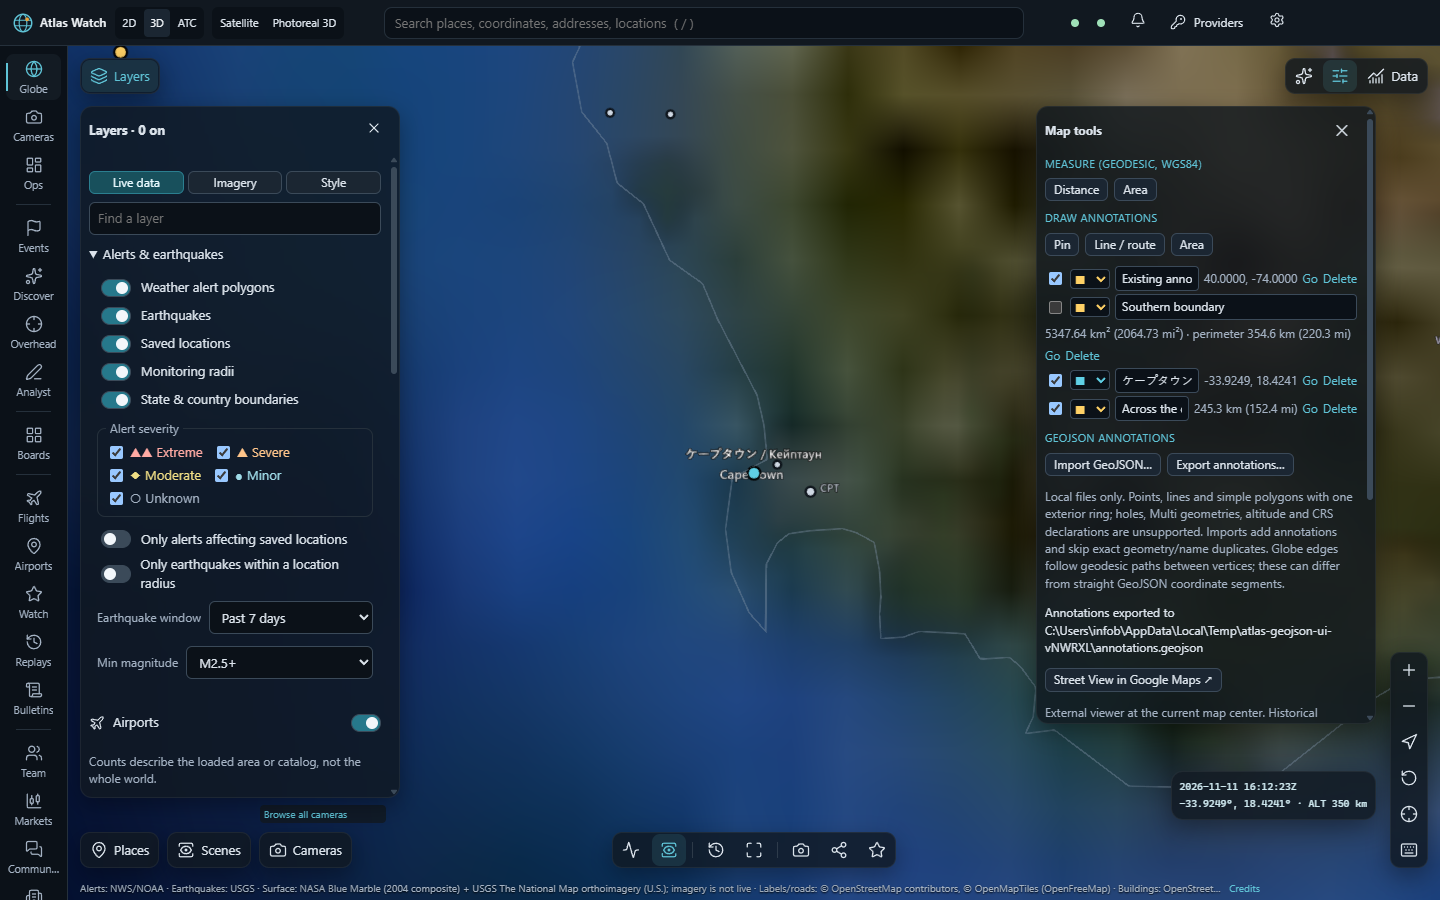 Atlas Watch
2D
3D
ATC
Satellite
Photoreal 3D
Search places, coordinates, addresses, locations ( / )
Providers
Globe
Cameras
Ops
Events
Discover
Overhead
Analyst
Boards
Flights
Airports
Watch
Replays
Bulletins
Team
Markets
Commun...
Layers
Layers · 0 on
Live data
Imagery
Style
Find a layer
▼ Alerts & earthquakes
Weather alert polygons
Earthquakes
Saved locations
Monitoring radii
State & country boundaries
Alert severity
Extreme
Severe
Moderate
Minor
Unknown
Only alerts affecting saved locations
Only earthquakes within a location
radius
Earthquake window
Past 7 days
Min magnitude
M2.5+
Airports
Counts describe the loaded area or catalog, not the
whole world.
Browse all cameras
Places
Scenes
Cameras
ケープタウン / Кейптаун
CPT
Data
Map tools
MEASURE (GEODESIC, WGS84)
Distance
Area
DRAW ANNOTATIONS
Pin
Line / route
Area
Existing anno
40.0000, -74.0000
Go
Delete
Southern boundary
5347.64 km² (2064.73 mi²) · perimeter 354.6 km (220.3 mi)
Go
Delete
ケープタウン
-33.9249, 18.4241
Go
Delete
Across the
245.3 km (152.4 mi)
Go
Delete
GEOJSON ANNOTATIONS
Import GeoJSON...
Export annotations...
Local files only. Points, lines and simple polygons with one
exterior ring; holes, Multi geometries, altitude and CRS
declarations are unsupported. Imports add annotations
and skip exact geometry/name duplicates. Globe edges
follow geodesic paths between vertices; these can differ
from straight GeoJSON coordinate segments.
Annotations exported to
C:\Users\infob\AppData\Local\Temp\atlas-geojson-ui-
vNWRXL\annotations.geojson
Street View in Google Maps ↗
External viewer at the current map center. Historical
2026-11-11 16:12:23Z
-33.9249°, 18.4241° · ALT 350 km
Alerts: NWS/NOAA · Earthquakes: USGS · Surface: NASA Blue Marble (2004 composite) + USGS The National Map orthoimagery (U.S.); imagery is not live · Labels/roads: © OpenStreetMap contributors, © OpenMapTiles (OpenFreeMap) · Buildings: OpenStreet...
Credits